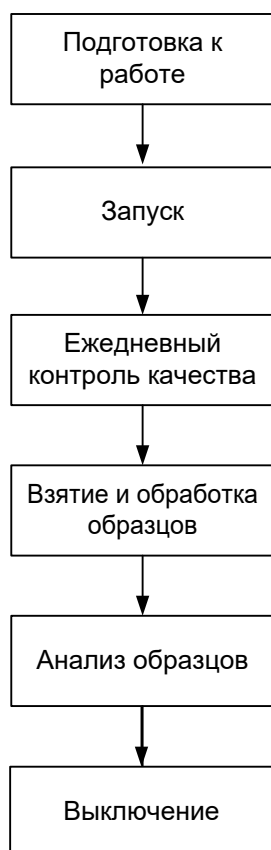 Подготовка к
работе
Запуск
Ежедневный
контроль качества
Взятие и обработка
образцов
Анализ образцов
Выключение